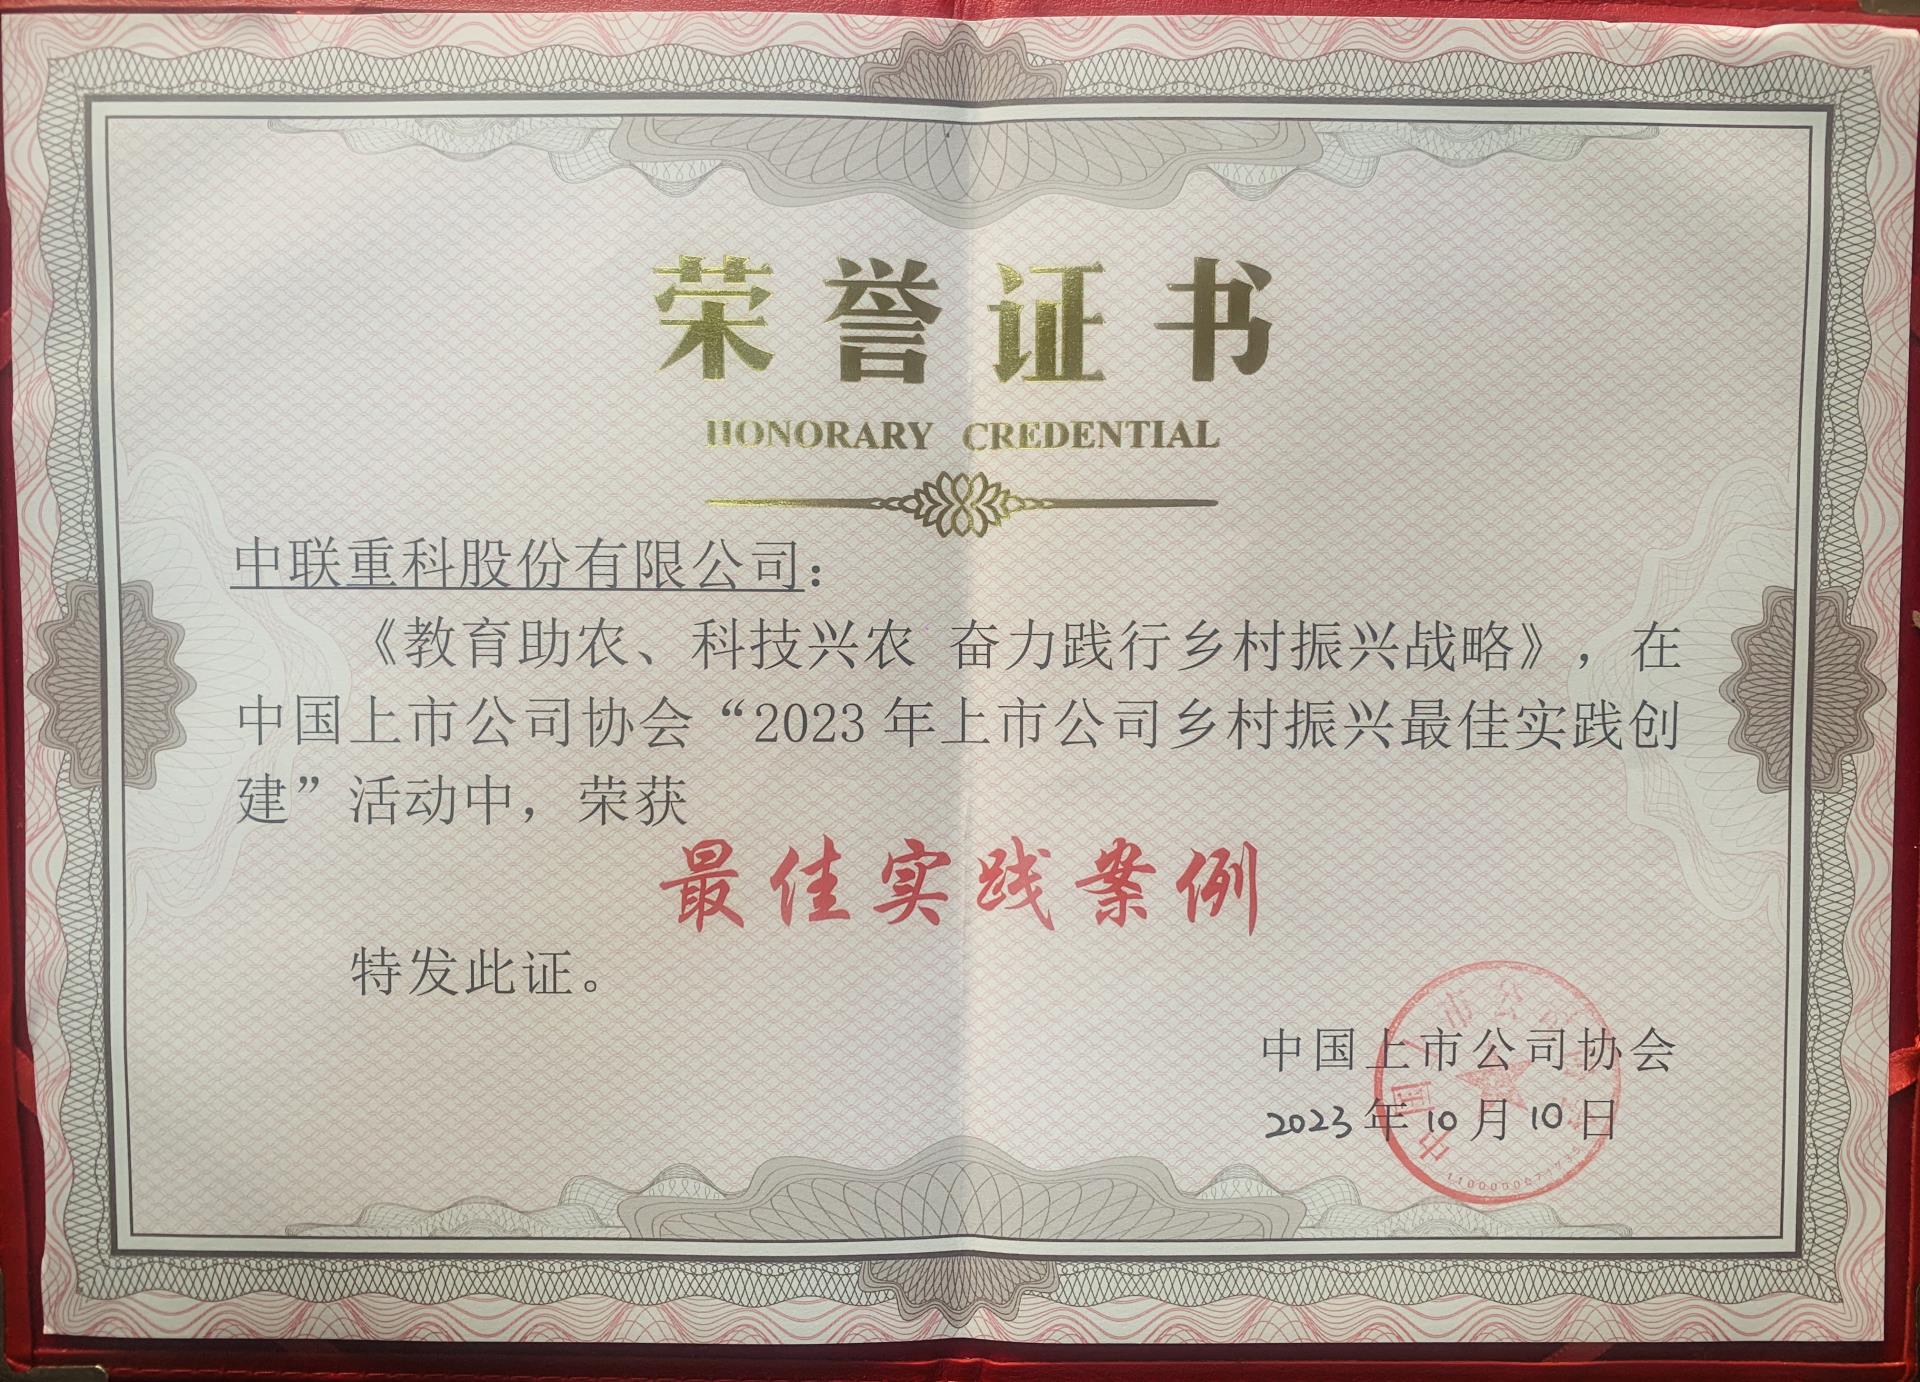 荣誉证书
HONORARY CREDENTIAL
中联重科股份有限公司：
《教育助农、科技兴农 奋力践行乡村振兴战略》，在
中国上市公司协会“2023年上市公司乡村振兴最佳实践创
建”活动中，荣获
最佳实践案例
特发此证。
中国上市公司协会
2023年10月10日